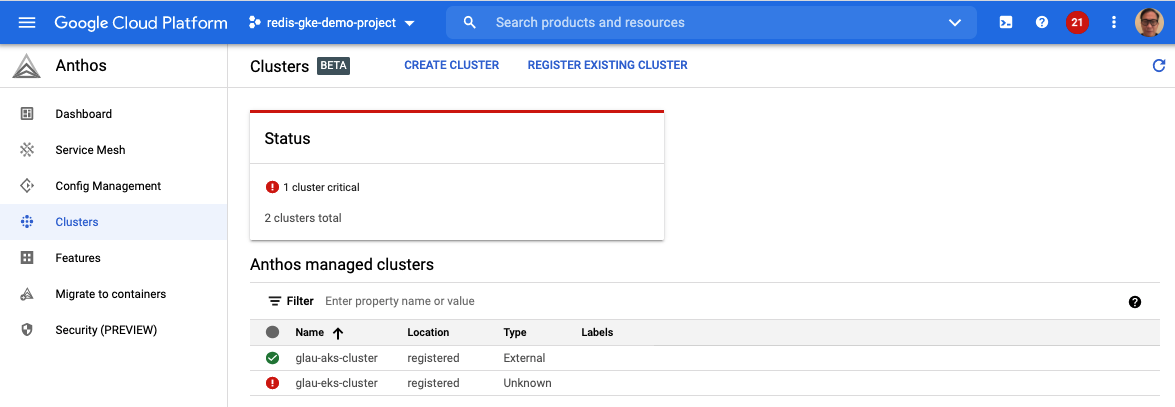 Google Cloud Platform redis-gke-demo-project Search products and resources 21
Anthos Clusters BETA CREATE CLUSTER REGISTER EXISTING CLUSTER
Dashboard
Service Mesh
Config Management
Clusters
Features
Migrate to containers
Security (PREVIEW)
Status
1 cluster critical
2 clusters total
Anthos managed clusters
Filter Enter property name or value
Name Location Type Labels
glau-aks-cluster registered External
glau-eks-cluster registered Unknown